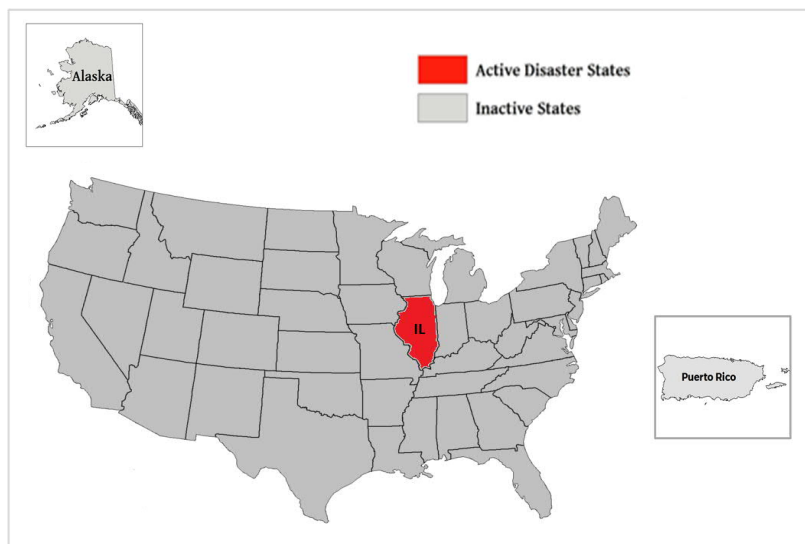 Alaska
Active Disaster States
Inactive States
IL
Puerto Rico